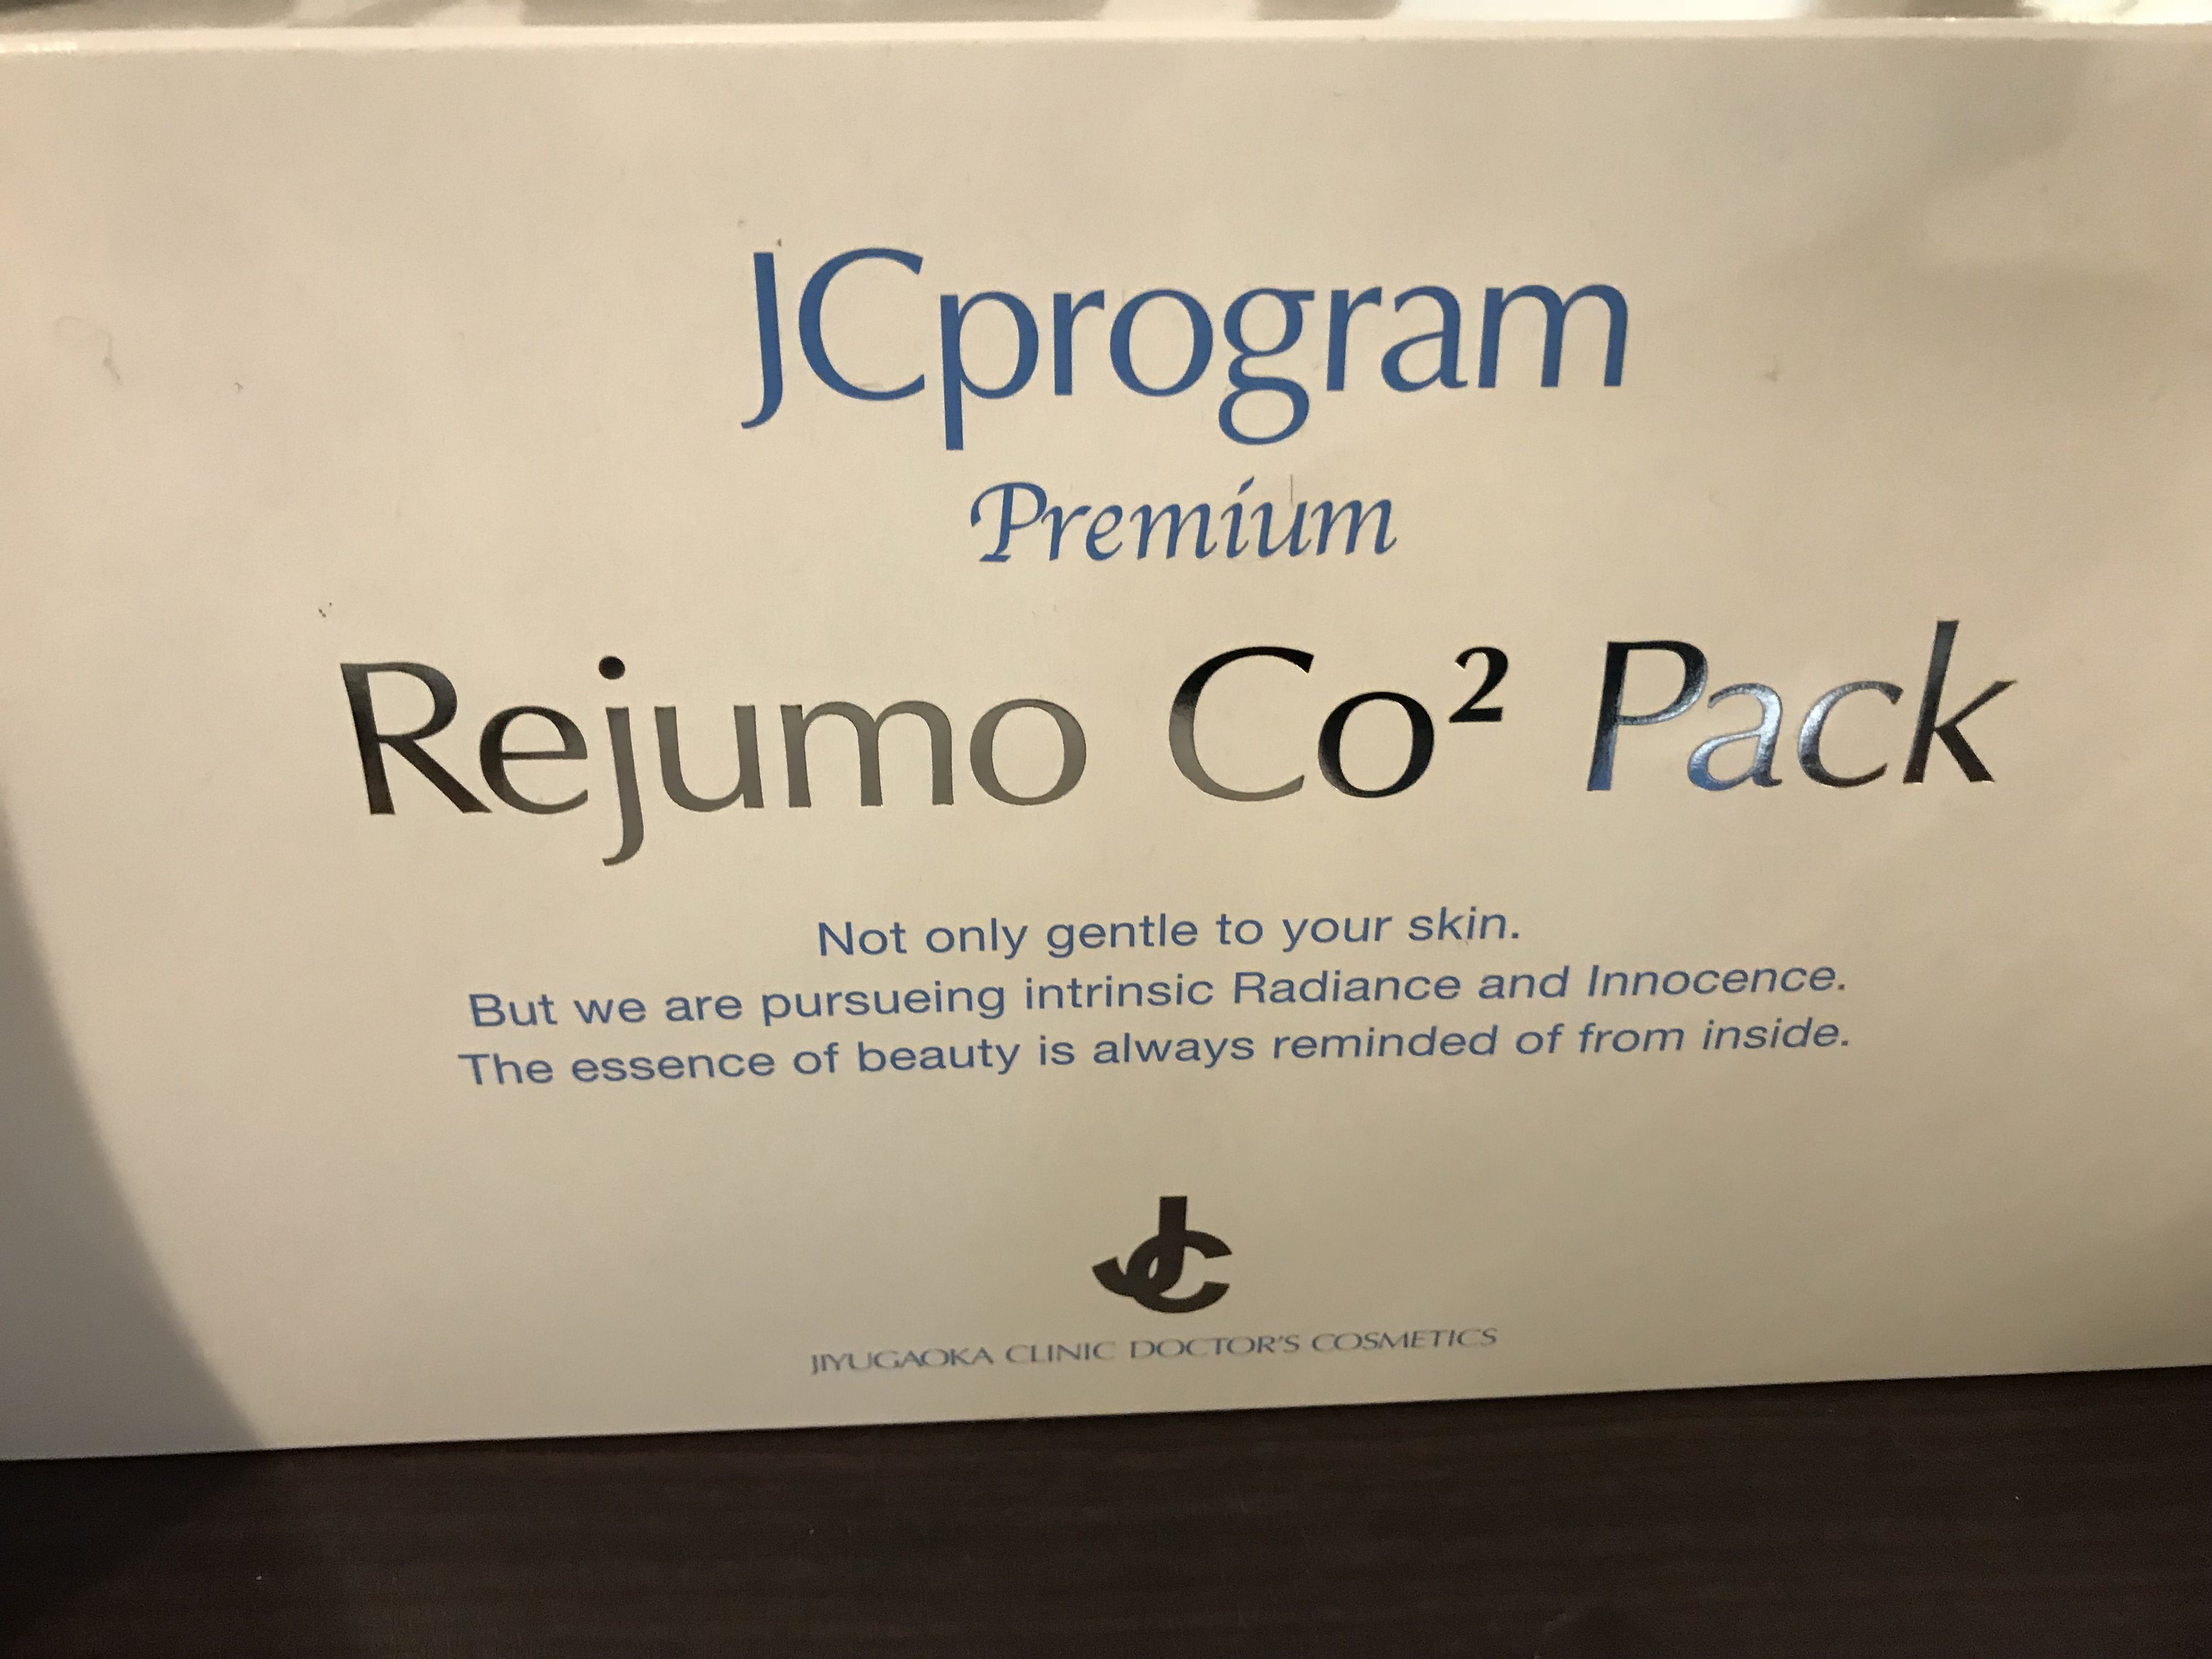 JCprogram
Premium
Rejumo Co² Pack
Not only gentle to your skin.
But we are pursueing intrinsic Radiance and Innocence.
The essence of beauty is always reminded of from inside.
JC
JIYUGAOKA CLINIC DOCTOR'S COSMETICS